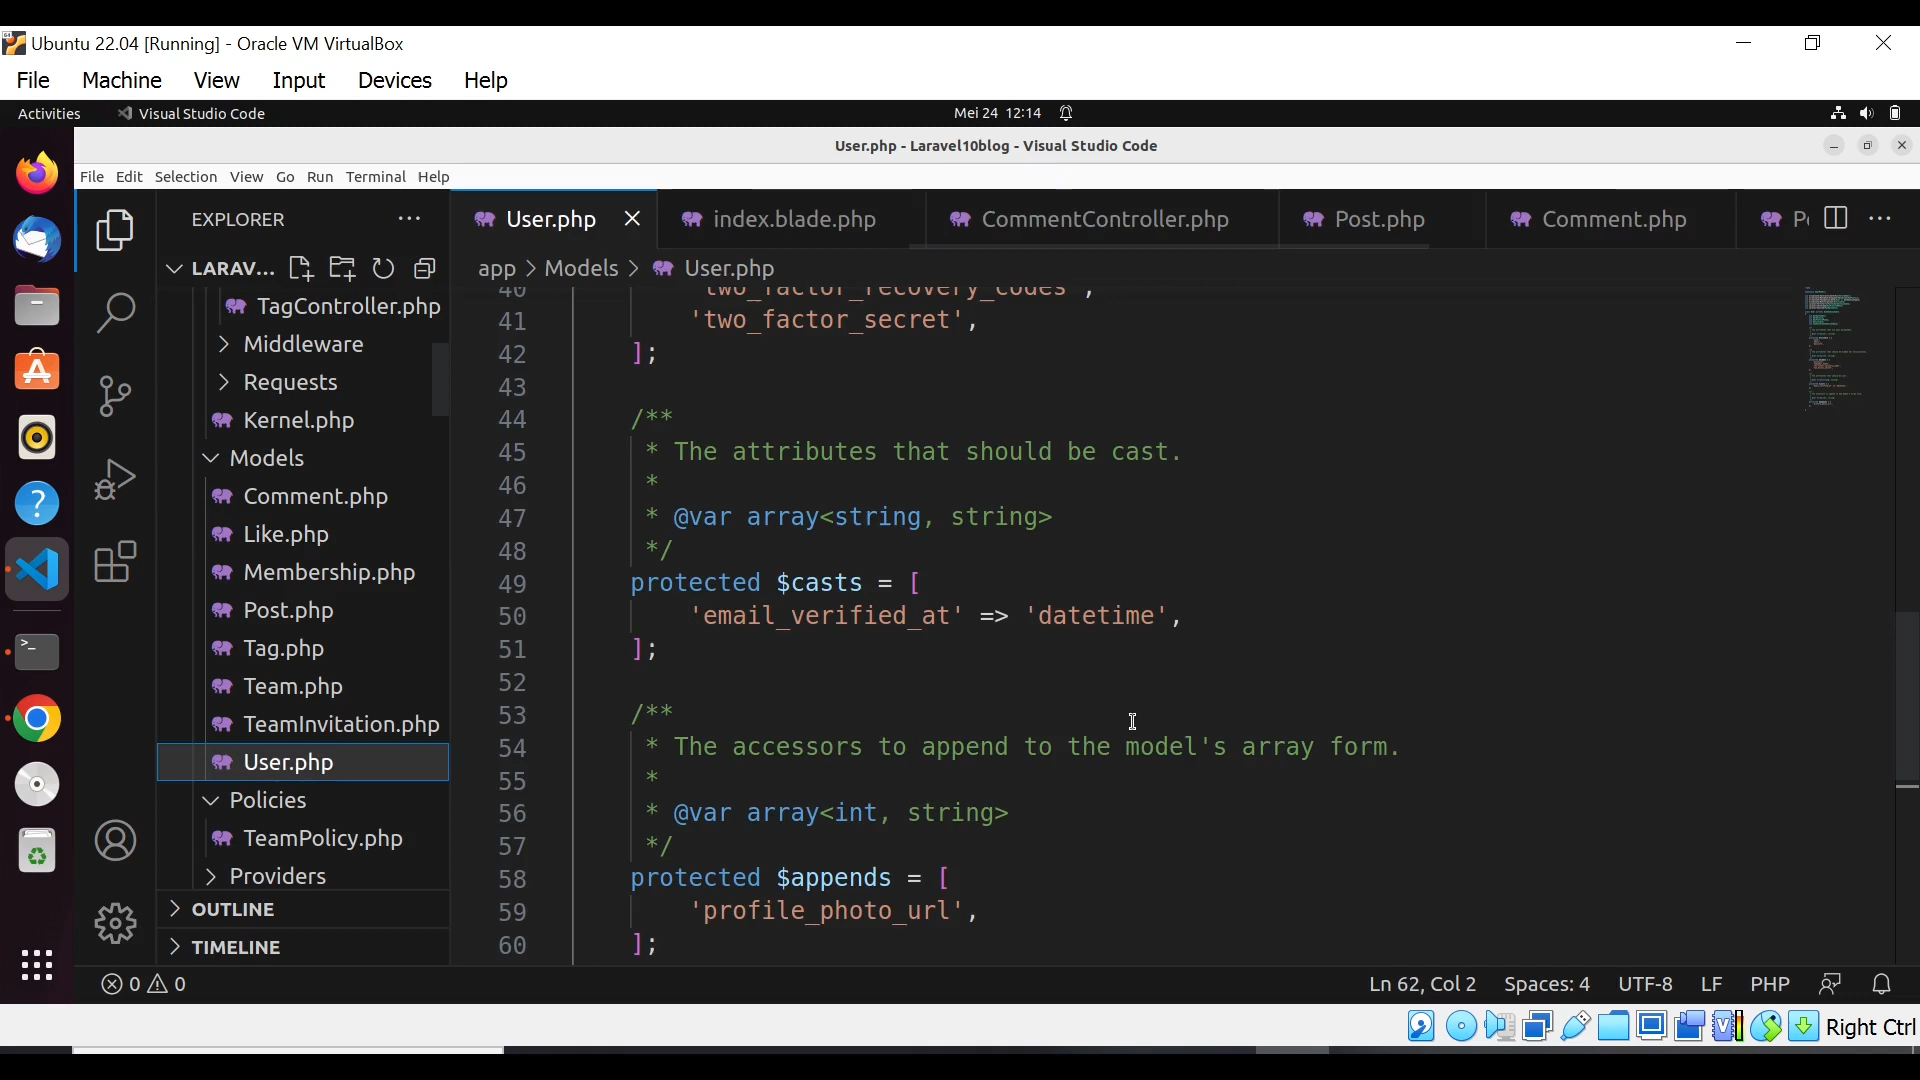 Ubuntu 22.04 [Running] - Oracle VM VirtualBox
File Machine View Input Devices Help
Activities Visual Studio Code Mei 24 12:14
User.php - Laravel10blog - Visual Studio Code
File Edit Selection View Go Run Terminal Help
EXPLORER
User.php index.blade.php CommentController.php Post.php Comment.php
LARAV...
app > Models > User.php
TagController.php
Middleware
Requests
Kernel.php
Models
Comment.php
Like.php
Membership.php
Post.php
Tag.php
Team.php
TeamInvitation.php
User.php
Policies
TeamPolicy.php
Providers
OUTLINE
TIMELINE
40 'two_factor_recovery_codes',
41 'two_factor_secret',
42 ];
43
44 /**
45 * The attributes that should be cast.
46 *
47 * @var array<string, string>
48 */
49 protected $casts = [
50 'email_verified_at' => 'datetime',
51 ];
52
53 /**
54 * The accessors to append to the model's array form.
55 *
56 * @var array<int, string>
57 */
58 protected $appends = [
59 'profile_photo_url',
60 ];
0 0 Ln 62, Col 2 Spaces: 4 UTF-8 LF PHP
Right Ctrl